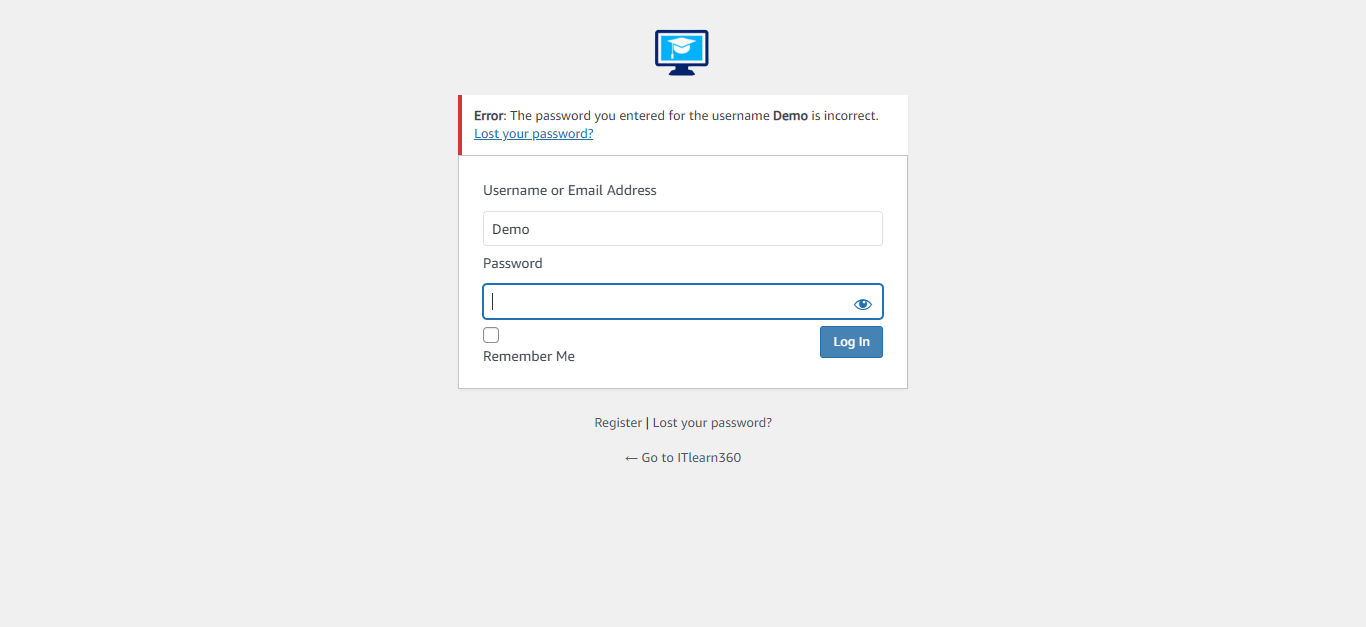 Error: The password you entered for the username Demo is incorrect.
Lost your password?
Username or Email Address
Demo
Password
Remember Me
Log In
Register | Lost your password?
← Go to ITlearn360